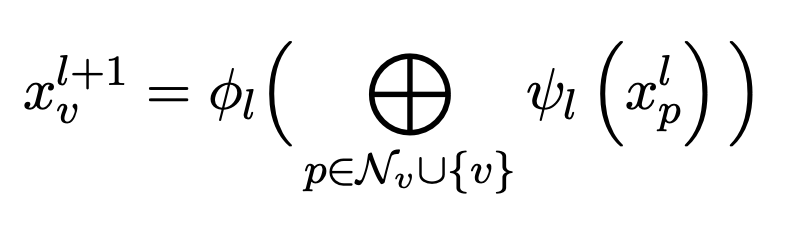 x_v^{l+1} = \phi_l \Big( \bigoplus_{p \in \mathcal{N}_v \cup \{v\}} \psi_l \left( x_p^l \right) \Big)